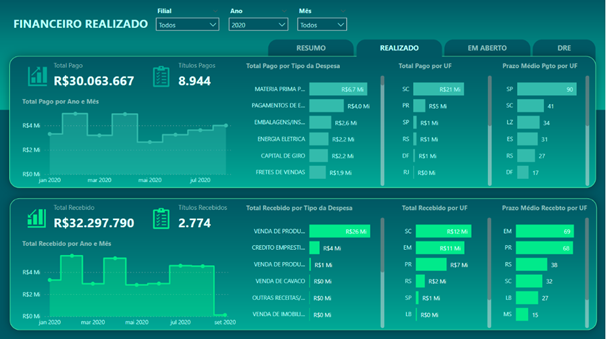 FINANCEIRO REALIZADO
Filial
Todos
Ano
2020
Mês
Todos
RESUMO
REALIZADO
EM ABERTO
DRE
Total Pago
R$30.063.667
Títulos Pagos
8.944
Total Pago por Ano e Mês
R$4 Mi
R$2 Mi
R$0 Mi
jan 2020
mar 2020
mai 2020
jul 2020
Total Pago por Tipo da Despesa
MATERIA PRIMA P... R$6,7 Mi
PAGAMENTOS DE E... R$4,0 Mi
EMBALAGENS/INS... R$2,6 Mi
ENERGIA ELETRICA R$2,2 Mi
CAPITAL DE GIRO R$2,2 Mi
FRETES DE VENDAS R$1,9 Mi
Total Pago por UF
SC R$21 Mi
PR R$5 Mi
SP R$1 Mi
RS R$1 Mi
DF R$1 Mi
RJ R$0 Mi
Prazo Médio Pgto por UF
SP 90
SC 41
LZ 34
ES 31
RS 27
DF 17
Total Recebido
R$32.297.790
Títulos Recebidos
2.774
Total Recebido por Ano e Mês
R$4 Mi
R$2 Mi
R$0 Mi
jan 2020
mar 2020
mai 2020
jul 2020
set 2020
Total Recebido por Tipo da Despesa
VENDA DE PRODU... R$26 Mi
CREDITO EMPRESTI... R$4 Mi
VENDA DE PRODU... R$1 Mi
VENDA DE CAVACO R$0 Mi
OUTRAS RECEITAS/... R$0 Mi
VENDA DE IMOBILI... R$0 Mi
Total Recebido por UF
SC R$12 Mi
EM R$11 Mi
PR R$7 Mi
RS R$2 Mi
SP R$1 Mi
LB R$0 Mi
Prazo Médio Recebto por UF
EM 69
PR 68
RS 38
SC 32
LB 27
MS 15